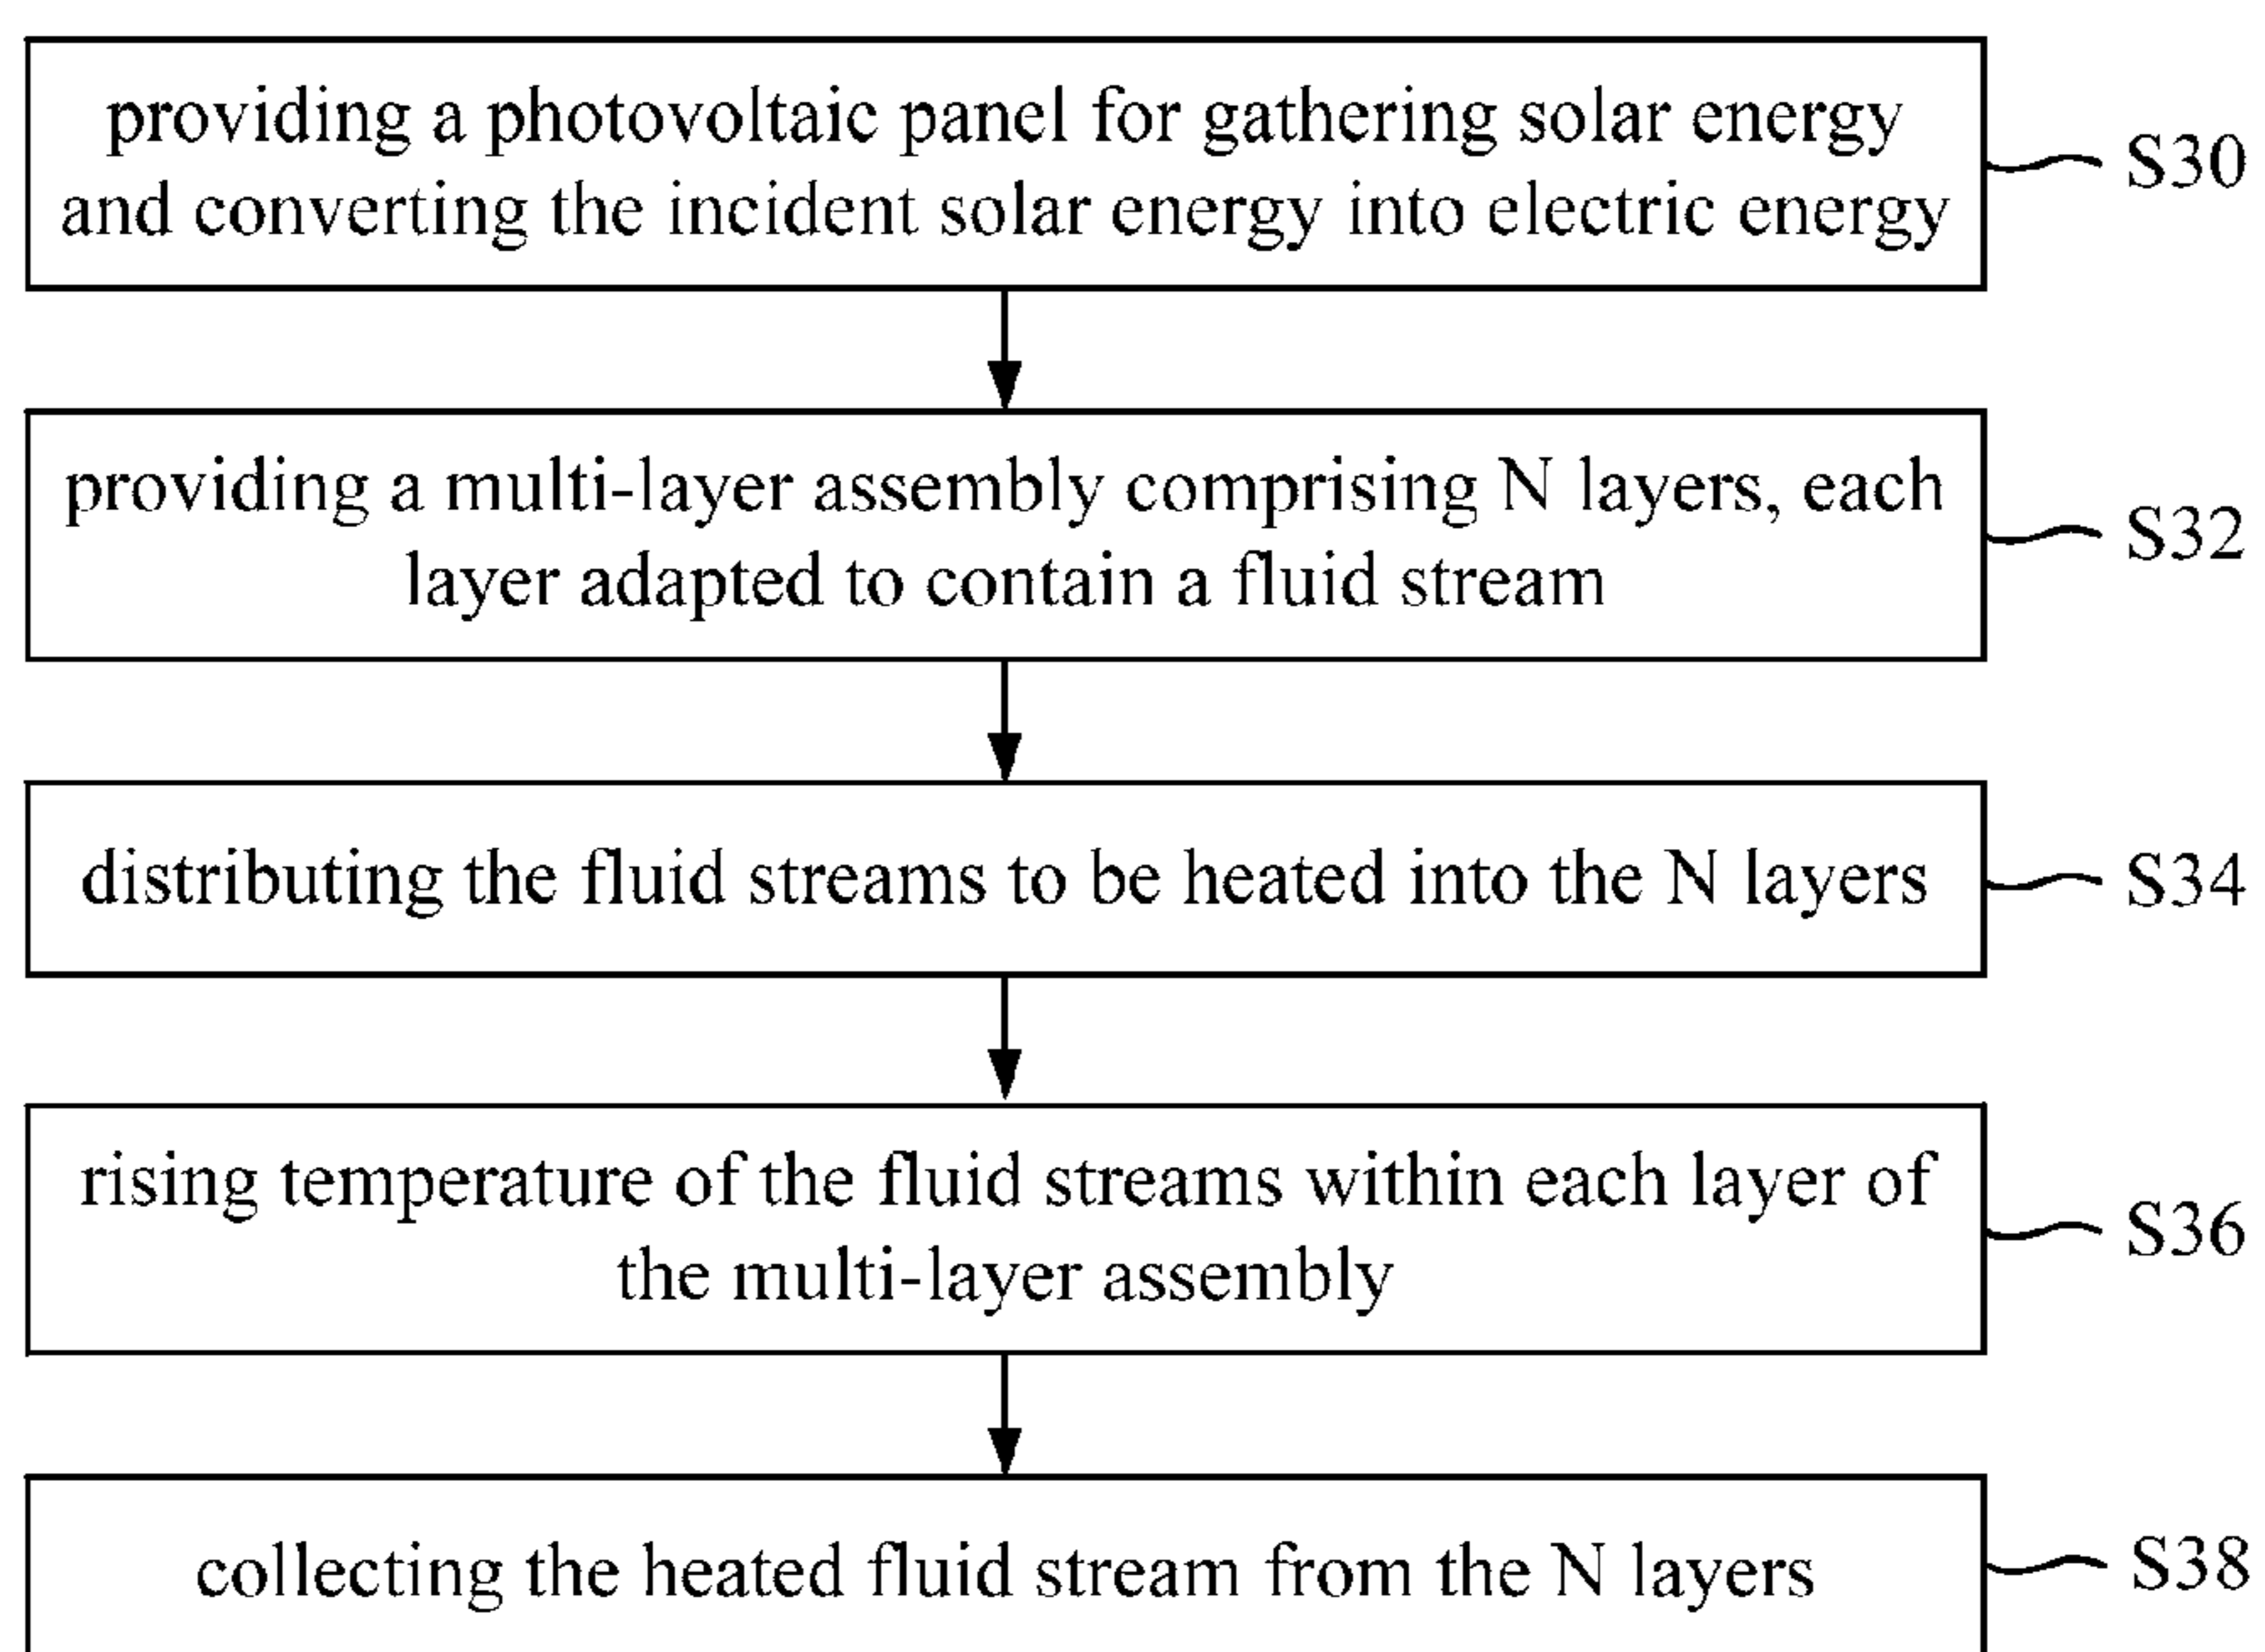 providing a photovoltaic panel for gathering solar energy
and converting the incident solar energy into electric energy
S30
providing a multi-layer assembly comprising N layers, each
layer adapted to contain a fluid stream
S32
distributing the fluid streams to be heated into the N layers
S34
rising temperature of the fluid streams within each layer of
the multi-layer assembly
S36
collecting the heated fluid stream from the N layers
S38